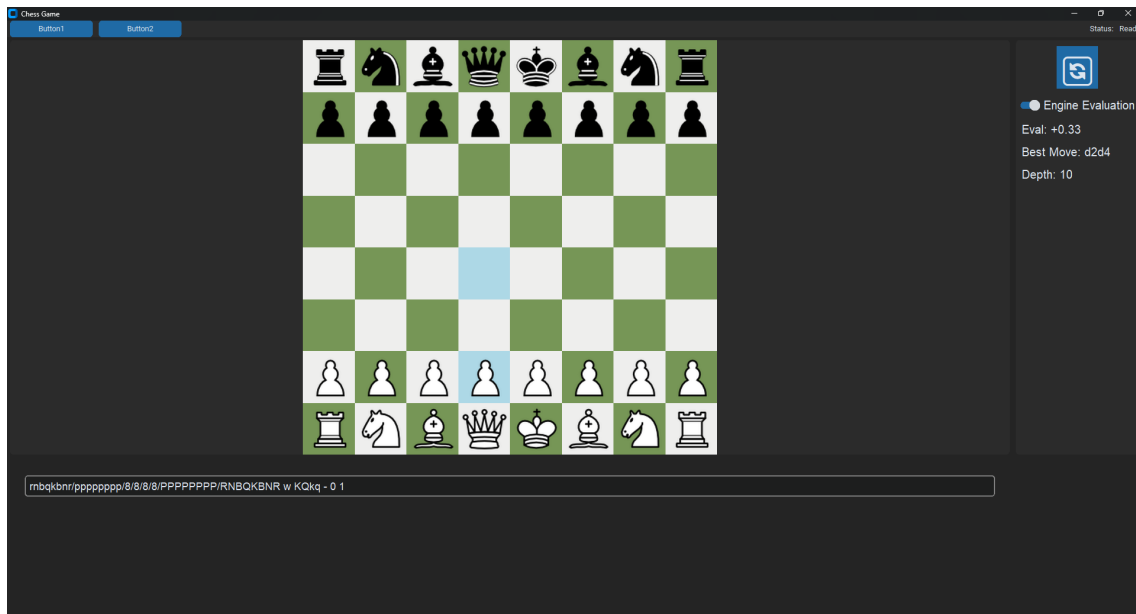 Chess Game
Button1 Button2 Status: Read
Engine Evaluation
Eval: +0.33
Best Move: d2d4
Depth: 10
rnbqkbnr/pppppppp/8/8/8/8/PPPPPPPP/RNBQKBNR w KQkq - 0 1